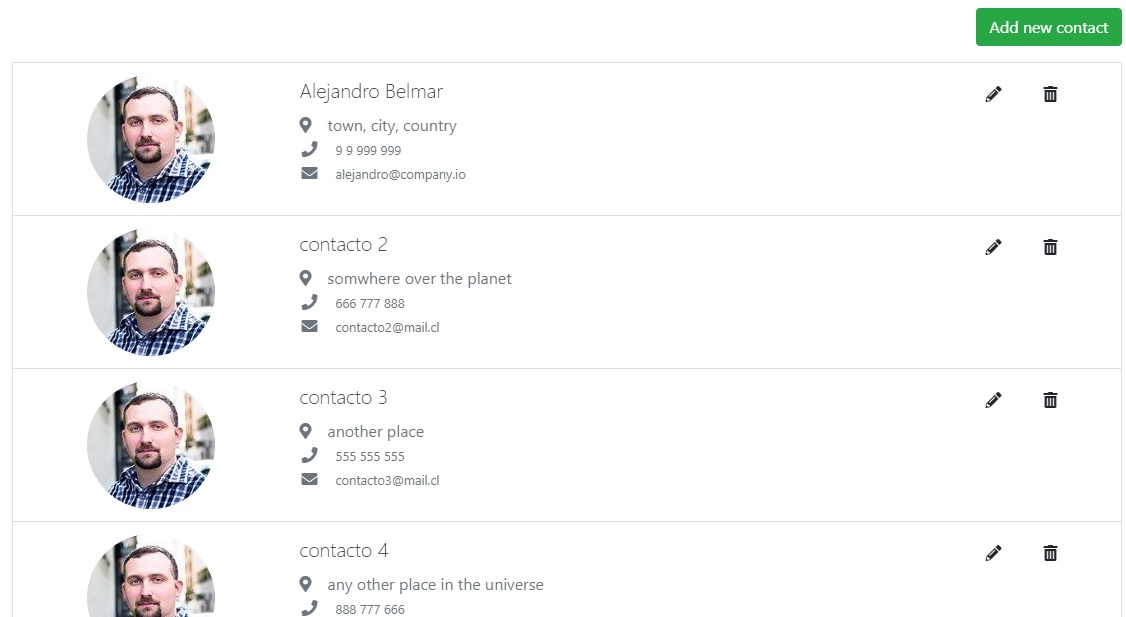 Add new contact
Alejandro Belmar
town, city, country
9 9 999 999
alejandro@company.io
contacto 2
somwhere over the planet
666 777 888
contacto2@mail.cl
contacto 3
another place
555 555 555
contacto3@mail.cl
contacto 4
any other place in the universe
888 777 666